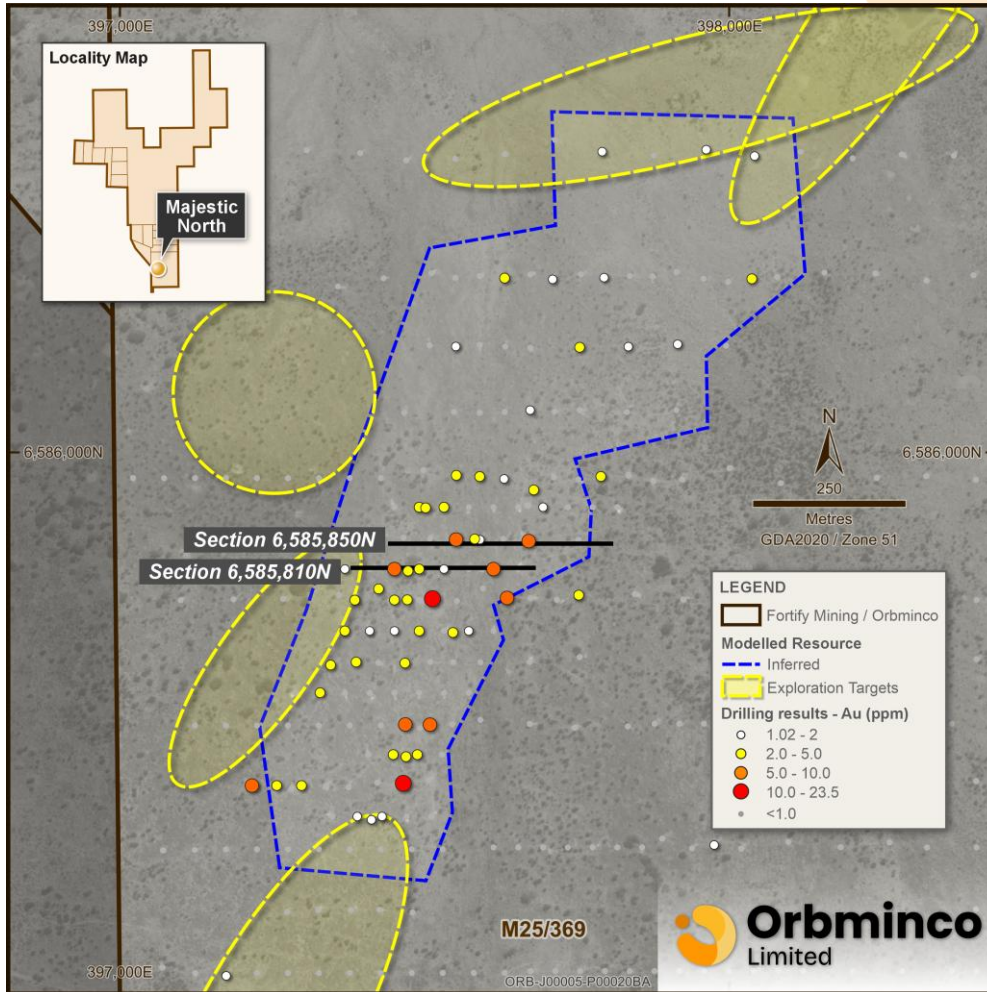 397,000E
398,000E
Locality Map
Majestic
North
6,586,000N
6,586,000N
N
250
Metres
GDA2020 / Zone 51
Section 6,585,850N
Section 6,585,810N
LEGEND
Fortify Mining / Orbminco
Modelled Resource
Inferred
Exploration Targets
Drilling results - Au (ppm)
1.02 - 2
2.0 - 5.0
5.0 - 10.0
10.0 - 23.5
<1.0
M25/369
Orbminco
Limited
397,000E
ORB-J00005-P00020BA